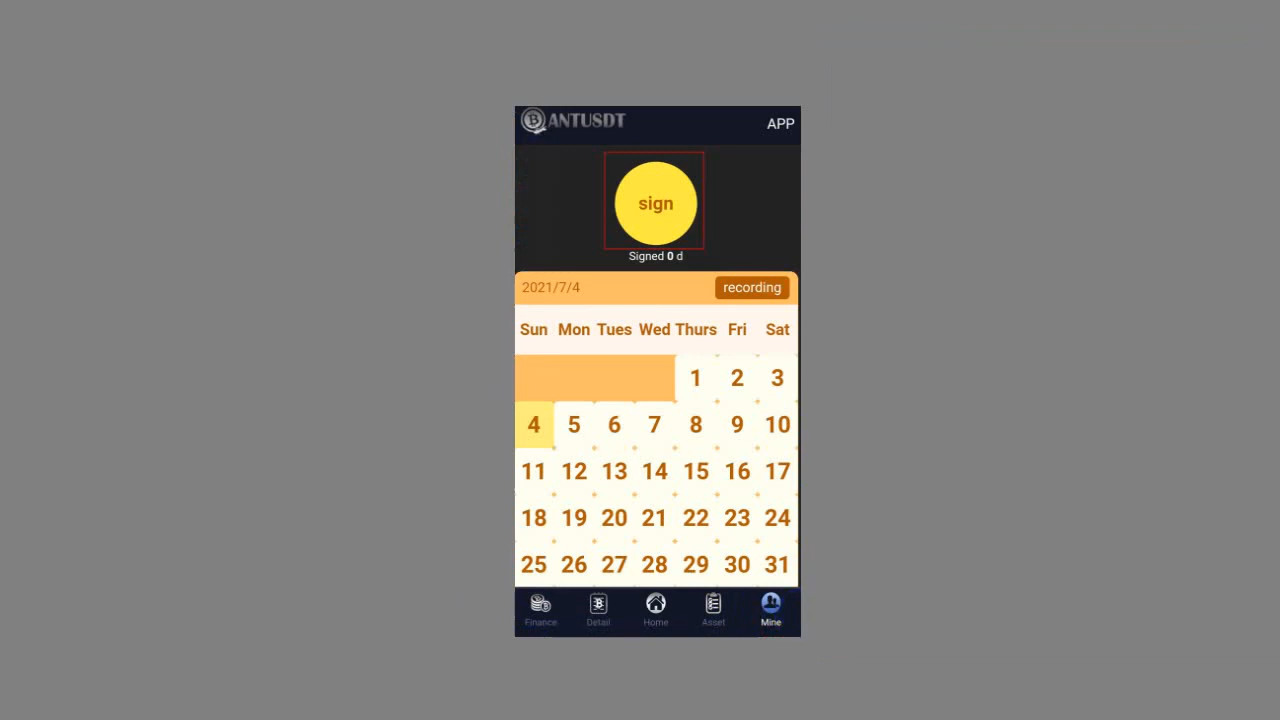 ANTUSDT APP
sign
Signed 0 d
2021/7/4 recording
Sun Mon Tues Wed Thurs Fri Sat
1 2 3
4 5 6 7 8 9 10
11 12 13 14 15 16 17
18 19 20 21 22 23 24
25 26 27 28 29 30 31
Finance Detail Home Asset Mine